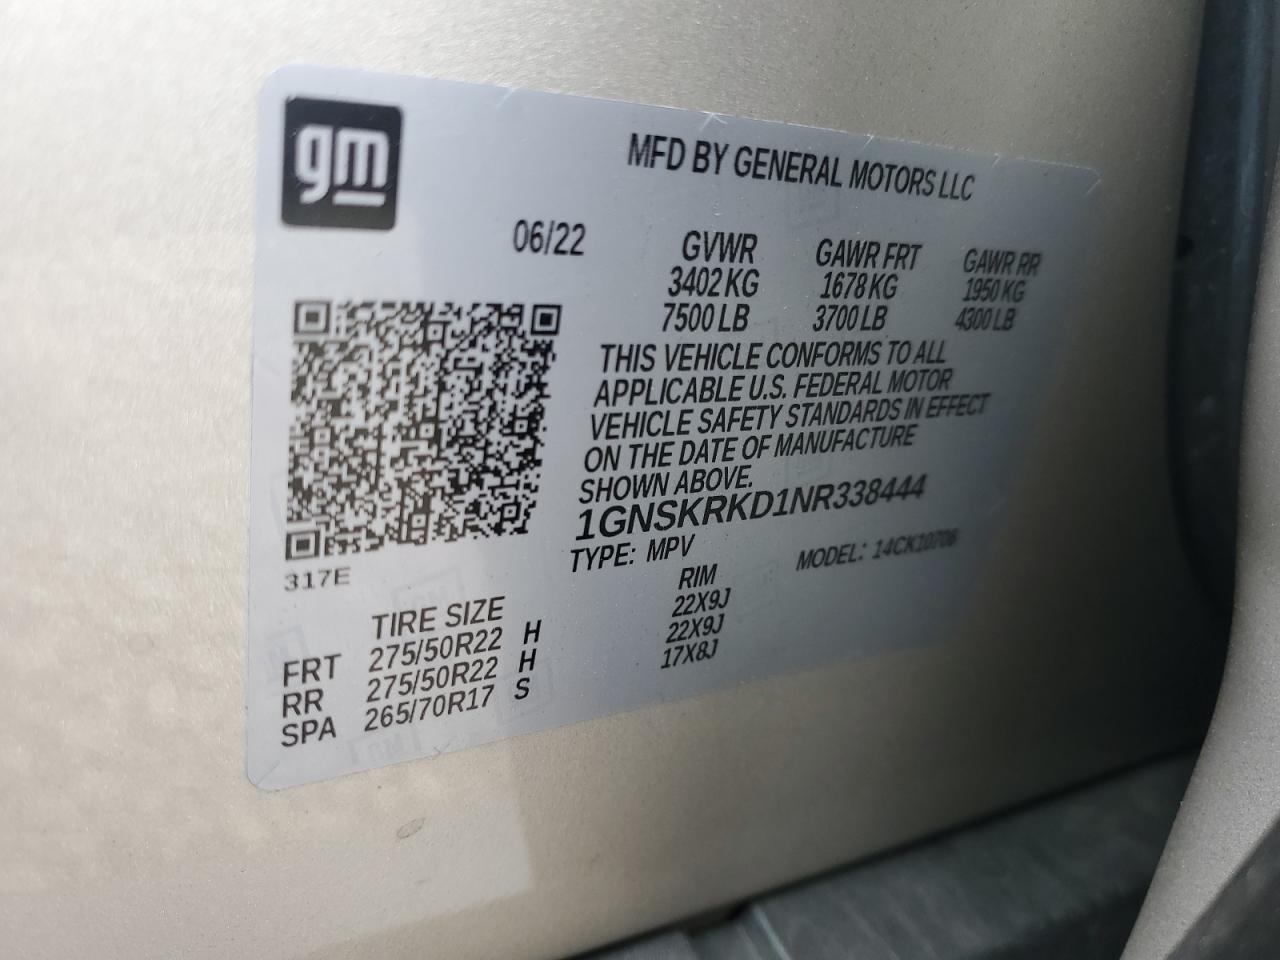 gm
MFD BY GENERAL MOTORS LLC
06/22 GVWR GAWR FRT GAWR RR
3402 KG 1678 KG 1950 KG
7500 LB 3700 LB 4300 LB
THIS VEHICLE CONFORMS TO ALL
APPLICABLE U.S. FEDERAL MOTOR
VEHICLE SAFETY STANDARDS IN EFFECT
ON THE DATE OF MANUFACTURE
SHOWN ABOVE.
1GNSKRKD1NR338444
TYPE: MPV MODEL: 14CK10706
317E
TIRE SIZE RIM
FRT 275/50R22 H 22X9J
RR 275/50R22 H 22X9J
SPA 265/70R17 S 17X8J